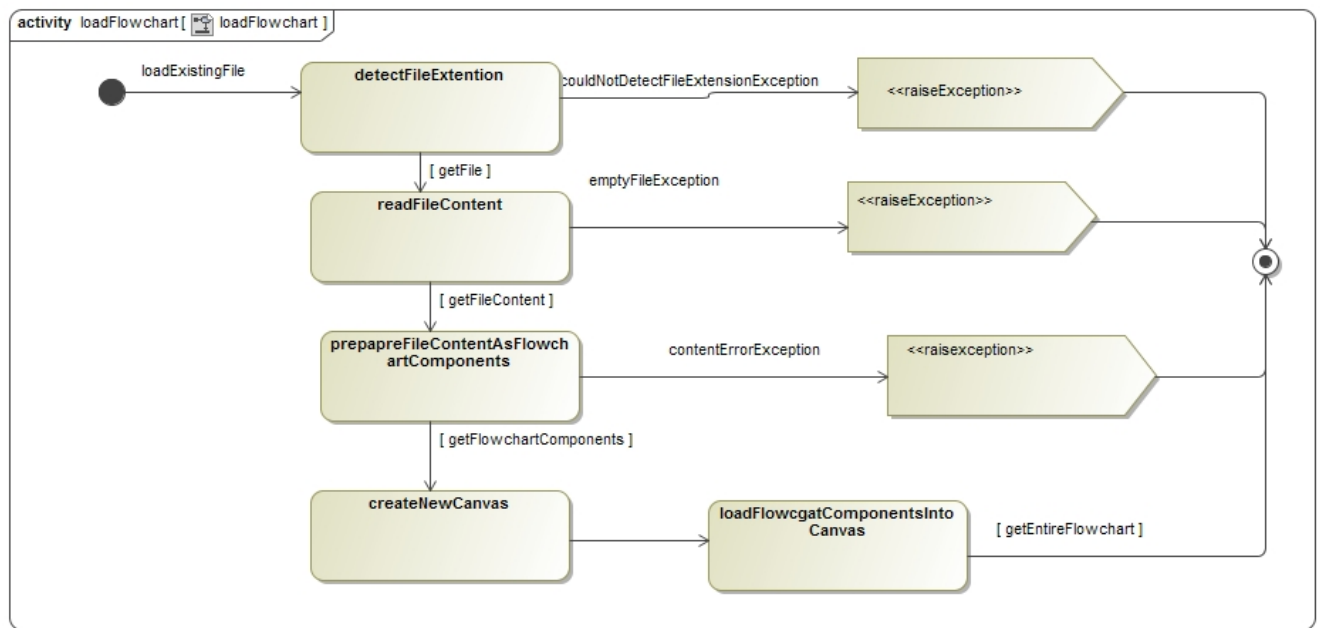 activity loadFlowchart[ loadFlowchart ]
loadExistingFile
detectFileExtention
couldNotDetectFileExtensionException
<<raiseException>>
[ getFile ]
emptyFileException
readFileContent
<<raiseException>>
[ getFileContent ]
prepapreFileContentAsFlowch
artComponents
contentErrorException
<<raisexception>>
[ getFlowchartComponents ]
createNewCanvas
loadFlowcgatComponentsInto
Canvas
[ getEntireFlowchart ]